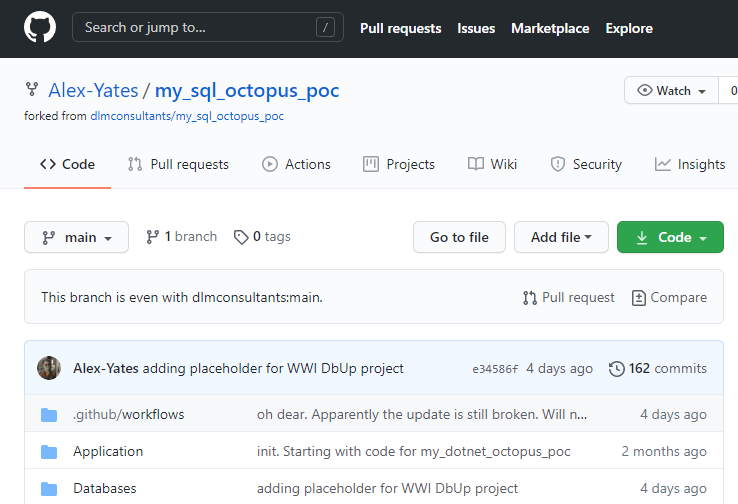 Search or jump to... / Pull requests Issues Marketplace Explore
Alex-Yates / my_sql_octopus_poc Watch 0
forked from dlmconsultants/my_sql_octopus_poc
Code Pull requests Actions Projects Wiki Security Insights
main 1 branch 0 tags Go to file Add file Code
This branch is even with dlmconsultants:main. Pull request Compare
Alex-Yates adding placeholder for WWI DbUp project e34586f 4 days ago 162 commits
.github/workflows oh dear. Apparently the update is still broken. Will n... 4 days ago
Application init. Starting with code for my_dotnet_octopus_poc 2 months ago
Databases adding placeholder for WWI DbUp project 4 days ago